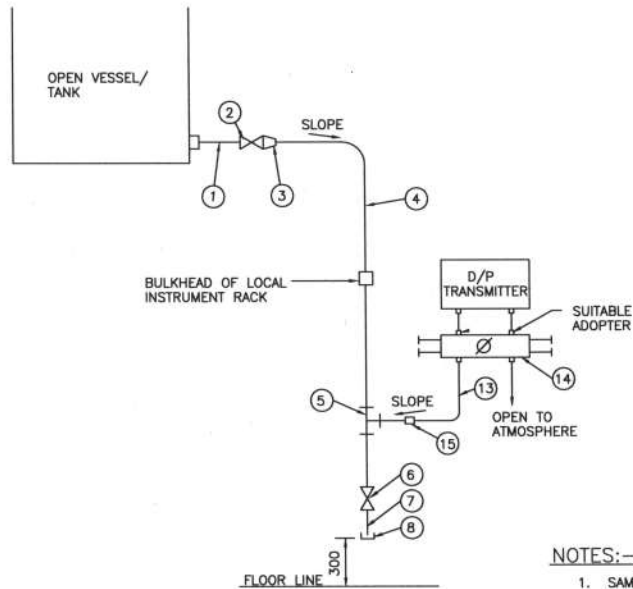 OPEN VESSEL/
TANK
2
SLOPE
1
3
4
BULKHEAD OF LOCAL
INSTRUMENT RACK
D/P
TRANSMITTER
SUITABLE
ADOPTER
5
SLOPE
13
14
OPEN TO
ATMOSPHERE
15
6
7
8
300
FLOOR LINE
NOTES:-
1. SAM